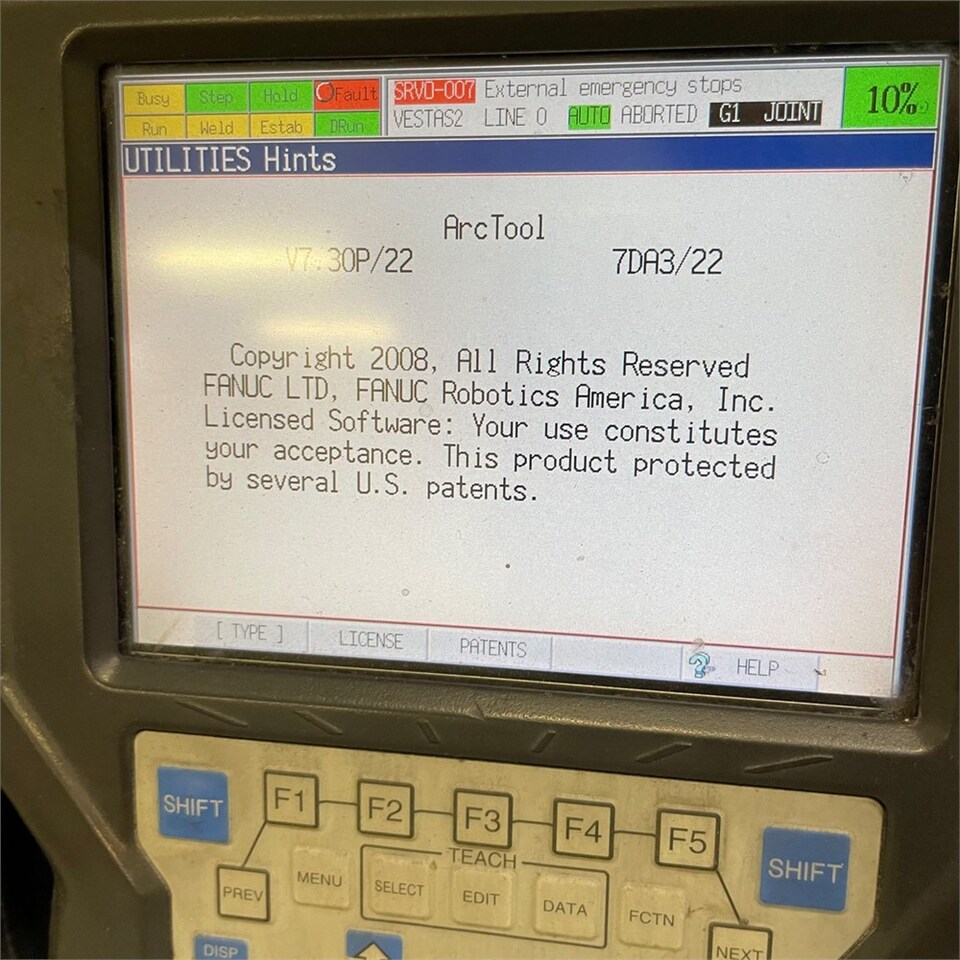 Busy Step Hold Fault SRVO-007 External emergency stops 10%
Run Weld Estab DRun VESTAS2 LINE 0 AUTO ABORTED G1 JOINT
UTILITIES Hints
ArcTool
V7.30P/22 7DA3/22
Copyright 2008, All Rights Reserved
FANUC LTD, FANUC Robotics America, Inc.
Licensed Software: Your use constitutes
your acceptance. This product protected
by several U.S. patents.
[ TYPE ] LICENSE PATENTS HELP
SHIFT F1 F2 F3 F4 F5 SHIFT
TEACH
PREV MENU SELECT EDIT DATA FCTN NEXT
DISP